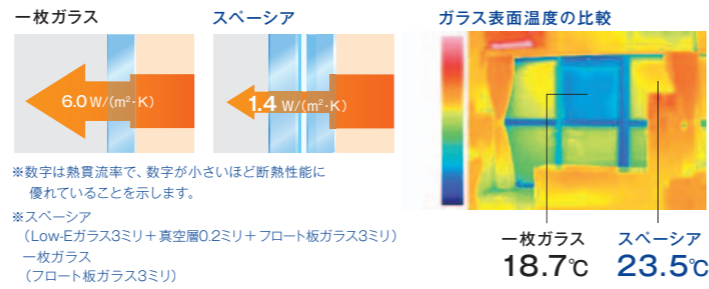 一枚ガラス
スペーシア
6.0 W/(m²･K)
1.4 W/(m²･K)
※数字は熱貫流率で、数字が小さいほど断熱性能に
優れていることを示します。
※スペーシア
（Low-Eガラス3ミリ＋真空層0.2ミリ＋フロート板ガラス3ミリ）
一枚ガラス
（フロート板ガラス3ミリ）
ガラス表面温度の比較
一枚ガラス
18.7℃
スペーシア
23.5℃